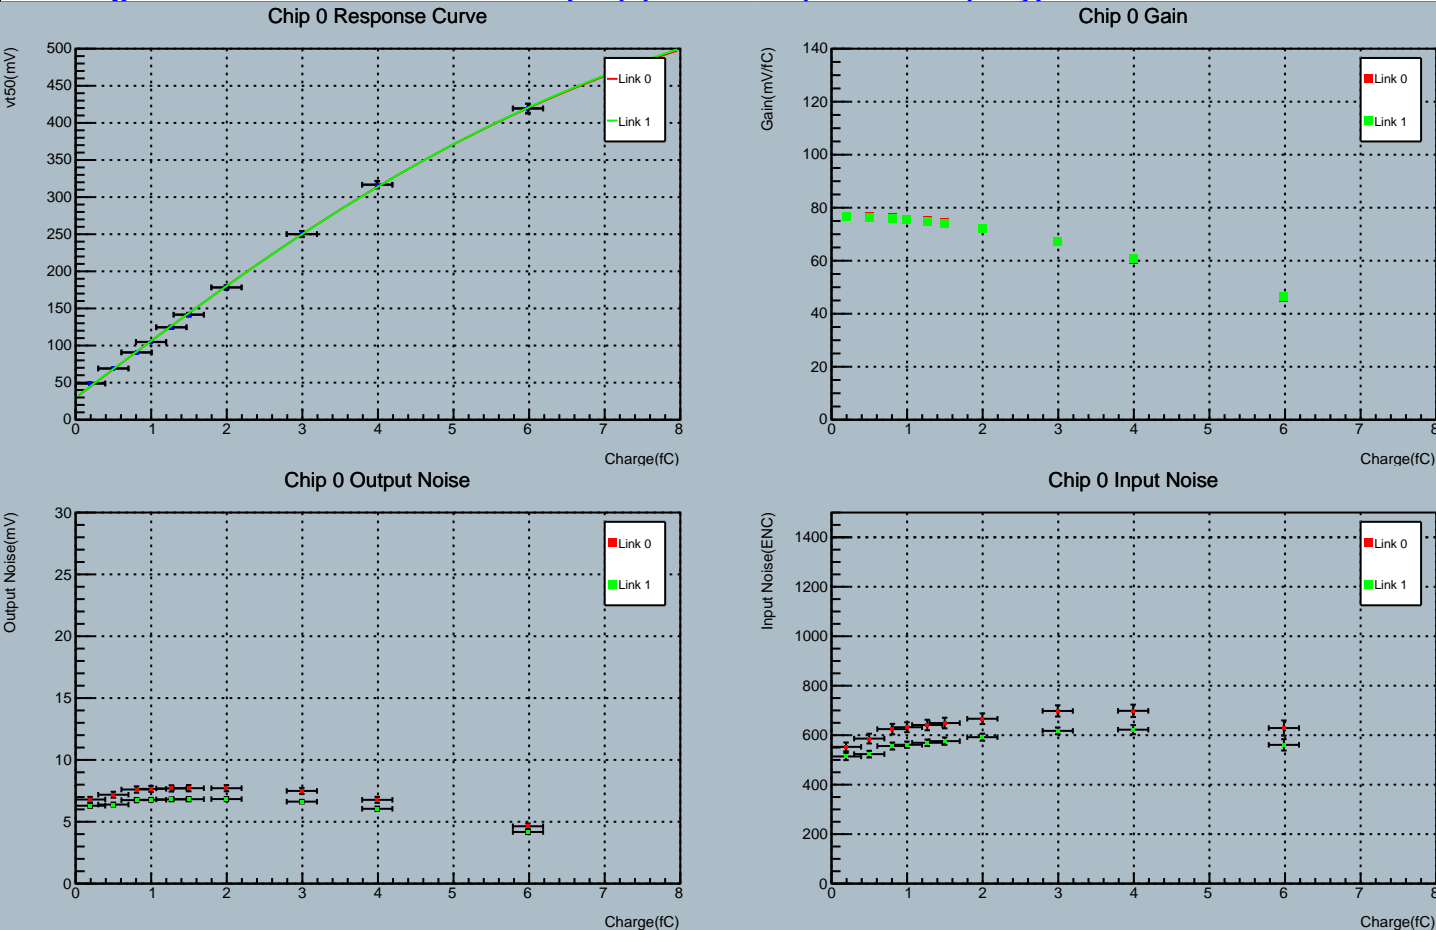 Chip 0 Response Curve
vt50(mV)
500
450
400
350
300
250
200
150
100
50
0
0 1 2 3 4 5 6 7 8
Charge(fC)
Link 0
Link 1
Chip 0 Gain
Gain(mV/fC)
140
120
100
80
60
40
20
0
0 1 2 3 4 5 6 7 8
Charge(fC)
Link 0
Link 1
Chip 0 Output Noise
Output Noise(mV)
30
25
20
15
10
5
0
0 1 2 3 4 5 6 7 8
Charge(fC)
Link 0
Link 1
Chip 0 Input Noise
Input Noise(ENC)
1400
1200
1000
800
600
400
200
0
0 1 2 3 4 5 6 7 8
Charge(fC)
Link 0
Link 1